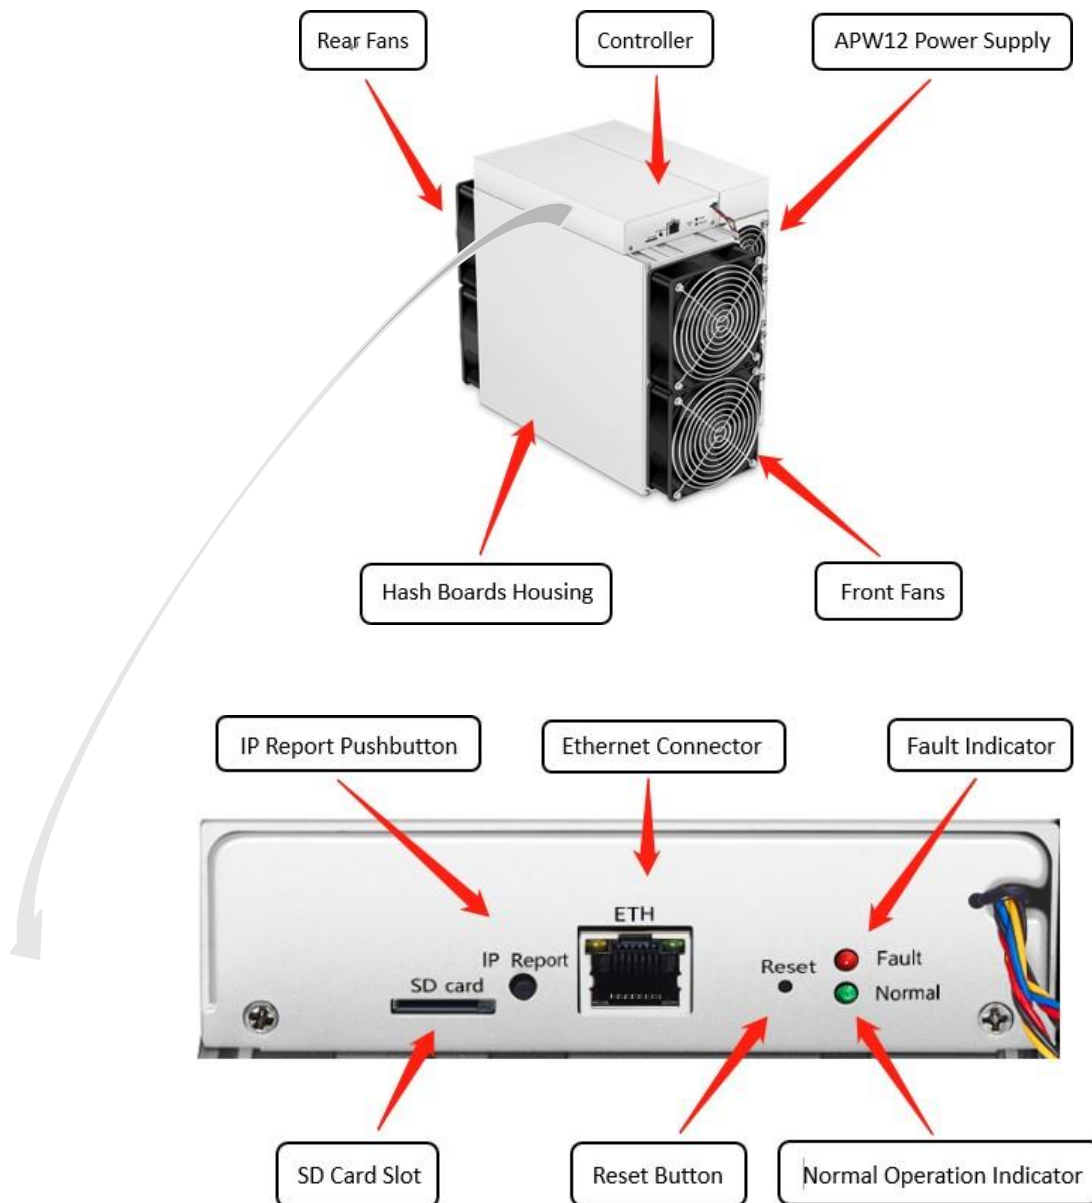 Rear Fans
Controller
APW12 Power Supply
Hash Boards Housing
Front Fans
IP Report Pushbutton
Ethernet Connector
Fault Indicator
ETH
IP Report
SD card
Reset
Fault
Normal
SD Card Slot
Reset Button
Normal Operation Indicator